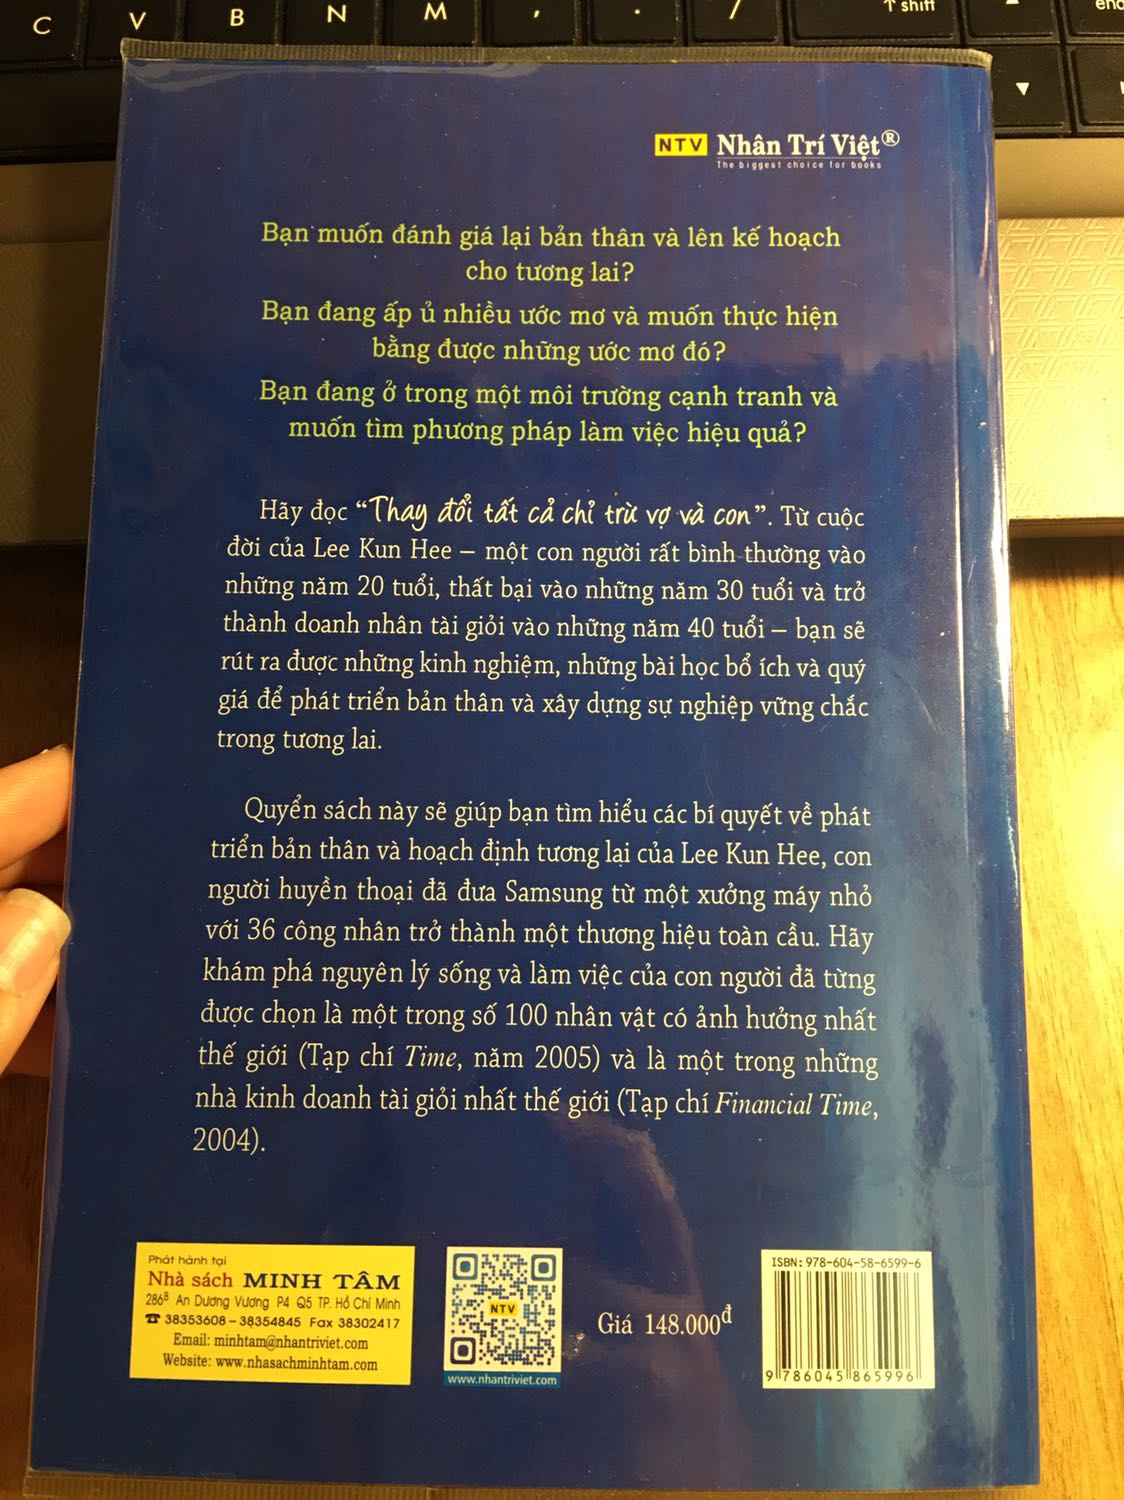 C V B N M , . / ⇧ shift
NTV Nhân Trí Việt®
The biggest choice for books
Bạn muốn đánh giá lại bản thân và lên kế hoạch
cho tương lai?
Bạn đang ấp ủ nhiều ước mơ và muốn thực hiện
bằng được những ước mơ đó?
Bạn đang ở trong một môi trường cạnh tranh và
muốn tìm phương pháp làm việc hiệu quả?
Hãy đọc “Thay đổi tất cả chỉ trừ vợ và con”. Từ cuộc
đời của Lee Kun Hee – một con người rất bình thường vào
những năm 20 tuổi, thất bại vào những năm 30 tuổi và trở
thành doanh nhân tài giỏi vào những năm 40 tuổi – bạn sẽ
rút ra được những kinh nghiệm, những bài học bổ ích và quý
giá để phát triển bản thân và xây dựng sự nghiệp vững chắc
trong tương lai.
Quyển sách này sẽ giúp bạn tìm hiểu các bí quyết về phát
triển bản thân và hoạch định tương lại của Lee Kun Hee, con
người huyền thoại đã đưa Samsung từ một xưởng máy nhỏ
với 36 công nhân trở thành một thương hiệu toàn cầu. Hãy
khám phá nguyên lý sống và làm việc của con người đã từng
được chọn là một trong số 100 nhân vật có ảnh hưởng nhất
thế giới (Tạp chí Time, năm 2005) và là một trong những
nhà kinh doanh tài giỏi nhất thế giới (Tạp chí Financial Time,
2004).
Phát hành tại
Nhà sách MINH TÂM
286B An Dương Vương P4 Q5 TP. Hồ Chí Minh
☎ 38353608 – 38354845 Fax 38302417
Email: minhtam@nhantriviet.com
Website: www.nhasachminhtam.com
NTV
www.nhantriviet.com
Giá 148.000đ
ISBN: 978-604-58-6599-6
9 786045 865996